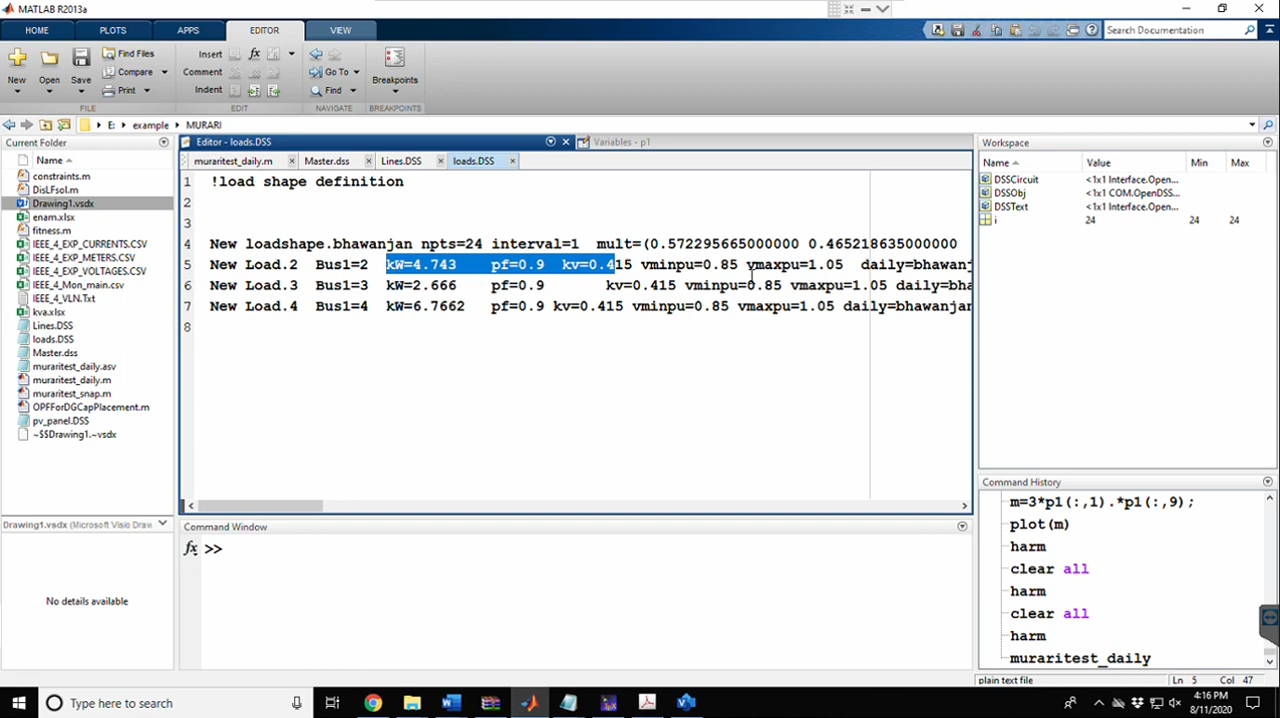 MATLAB R2013a
HOME PLOTS APPS EDITOR VIEW
Search Documentation
New Open Save
Find Files
Compare
Print
Insert
Comment
Indent
Go To
Find
Breakpoints
FILE EDIT NAVIGATE BREAKPOINTS
E: example MURARI
Current Folder
Name
constraints.m
DisLFsol.m
Drawing1.vsdx
enam.xlsx
fitness.m
IEEE_4_EXP_CURRENTS.CSV
IEEE_4_EXP_METERS.CSV
IEEE_4_EXP_VOLTAGES.CSV
IEEE_4_Mon_main.csv
IEEE_4_VLN.Txt
kva.xlsx
Lines.DSS
loads.DSS
Master.dss
muraritest_daily.asv
muraritest_daily.m
muraritest_snap.m
OPFForDGCapPlacement.m
pv_panel.DSS
~$$Drawing1.~vsdx
Drawing1.vsdx (Microsoft Visio Draw
No details available
Editor - loads.DSS
Variables - p1
muraritest_daily.m Master.dss Lines.DSS loads.DSS
1 !load shape definition
2
3
4 New loadshape.bhawanjan npts=24 interval=1 mult=(0.572295665000000 0.465218635000000
5 New Load.2 Bus1=2 kW=4.743 pf=0.9 kv=0.415 vminpu=0.85 vmaxpu=1.05 daily=bhawanj
6 New Load.3 Bus1=3 kW=2.666 pf=0.9 kv=0.415 vminpu=0.85 vmaxpu=1.05 daily=bha
7 New Load.4 Bus1=4 kW=6.7662 pf=0.9 kv=0.415 vminpu=0.85 vmaxpu=1.05 daily=bhawanjan
8
Command Window
fx >>
Workspace
Name Value Min Max
DSSCircuit <1x1 Interface.Open...
DSSObj <1x1 COM.OpenDSS...
DSSText <1x1 Interface.Open...
i 24 24 24
Command History
m=3*p1(:,1).*p1(:,9);
plot(m)
harm
clear all
harm
clear all
harm
muraritest_daily
plain text file Ln 5 Col 47
Type here to search
4:16 PM
8/11/2020